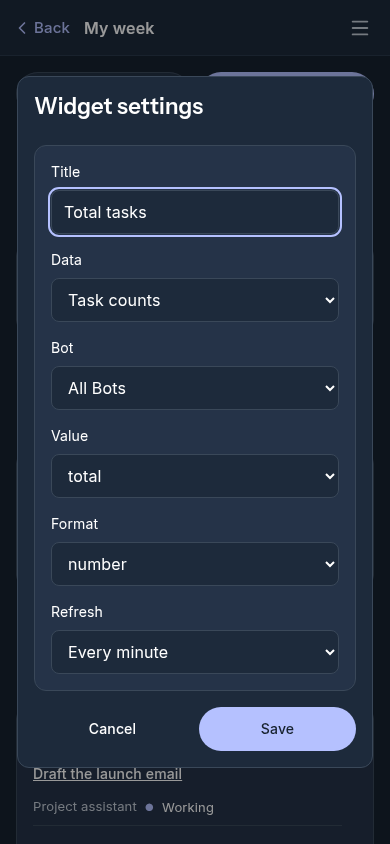 Back My week
Widget settings
Title
Total tasks
Data
Task counts
Bot
All Bots
Value
total
Format
number
Refresh
Every minute
Cancel Save
Draft the launch email
Project assistant Working